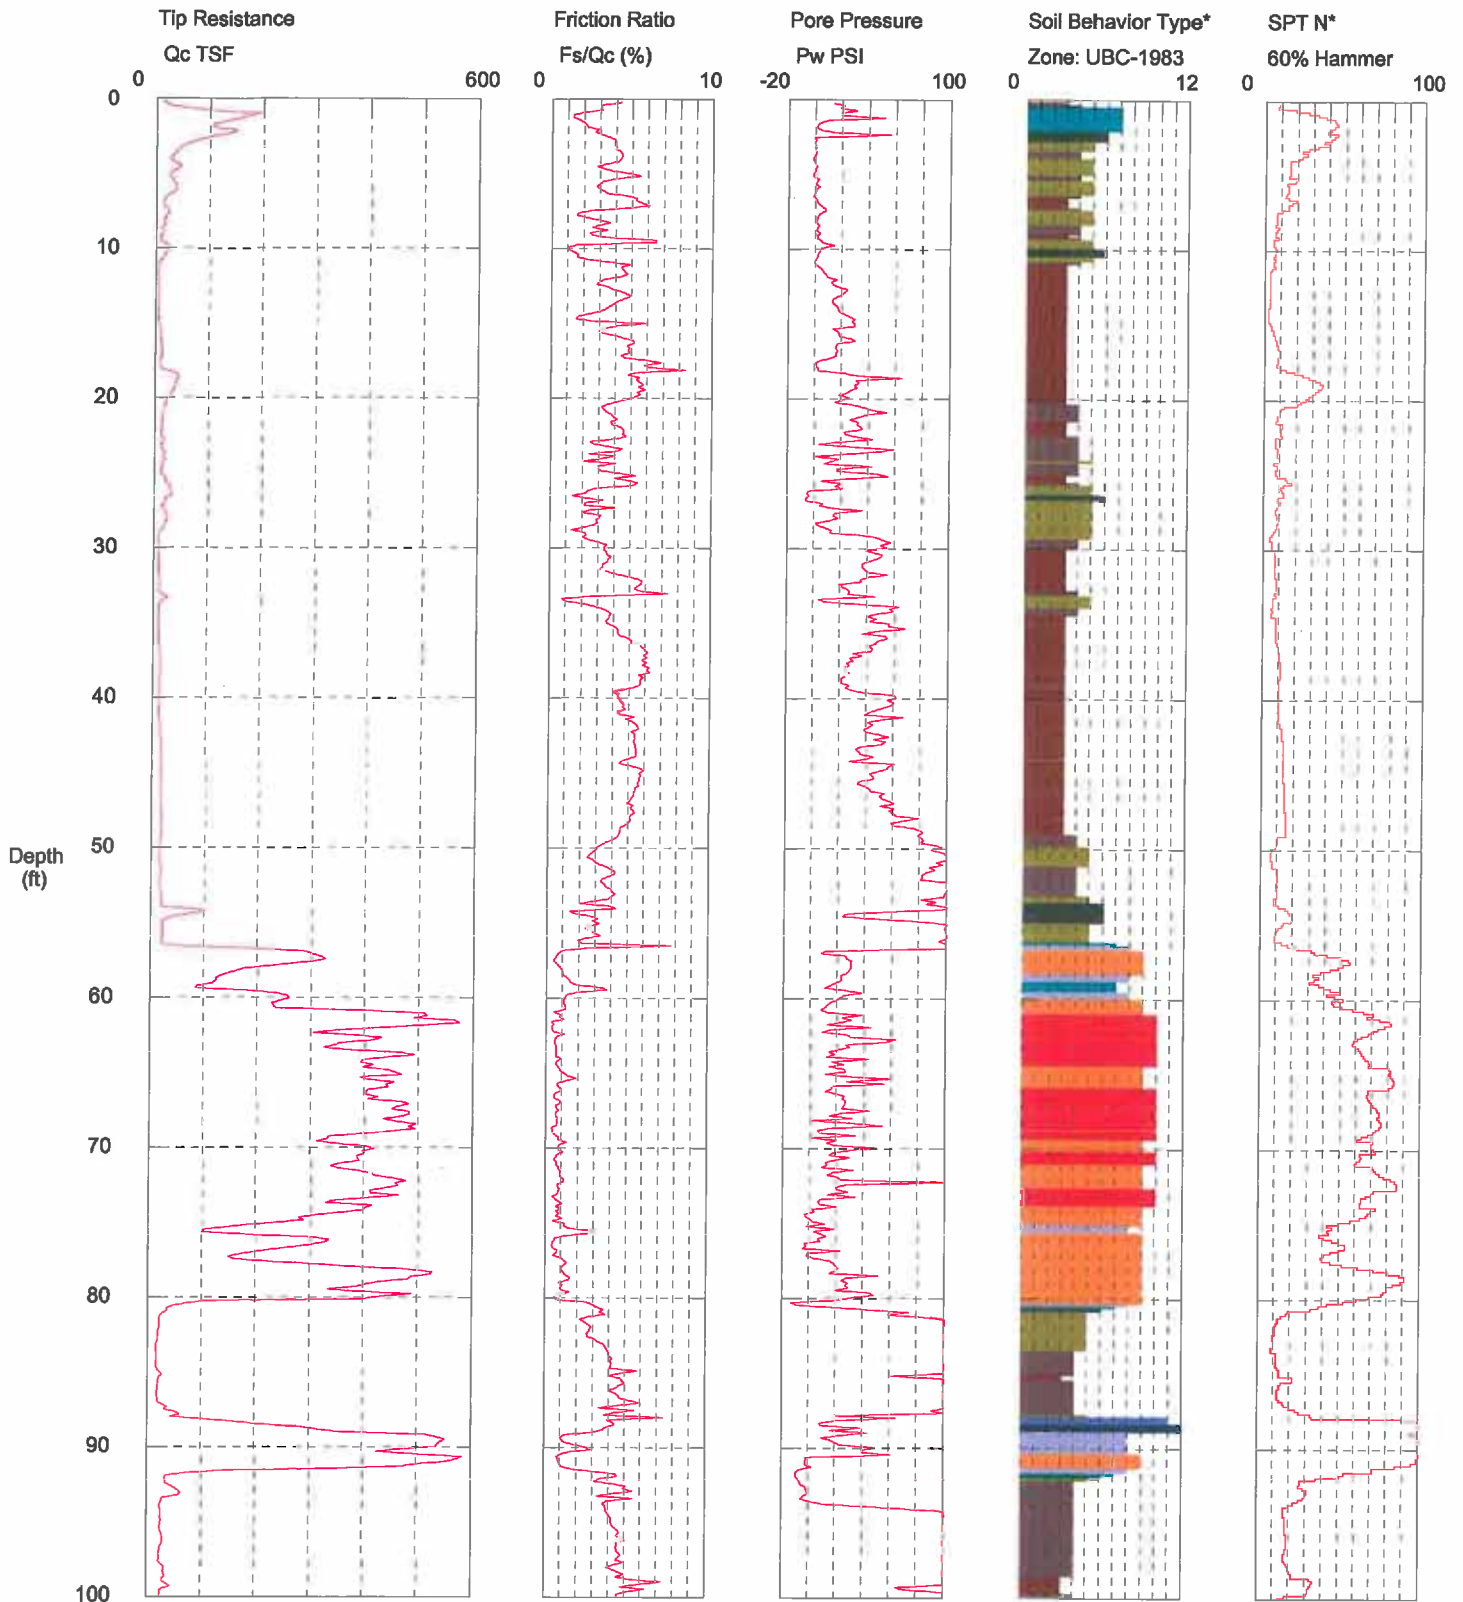 Tip Resistance
Friction Ratio
Pore Pressure
Soil Behavior Type*
SPT N*
Qc TSF
Fs/Qc (%)
Pw PSI
Zone: UBC-1983
60% Hammer
0 600
0 10
-20 100
0 12
0 100
0
10
20
30
40
50
Depth
(ft)
60
70
80
90
100